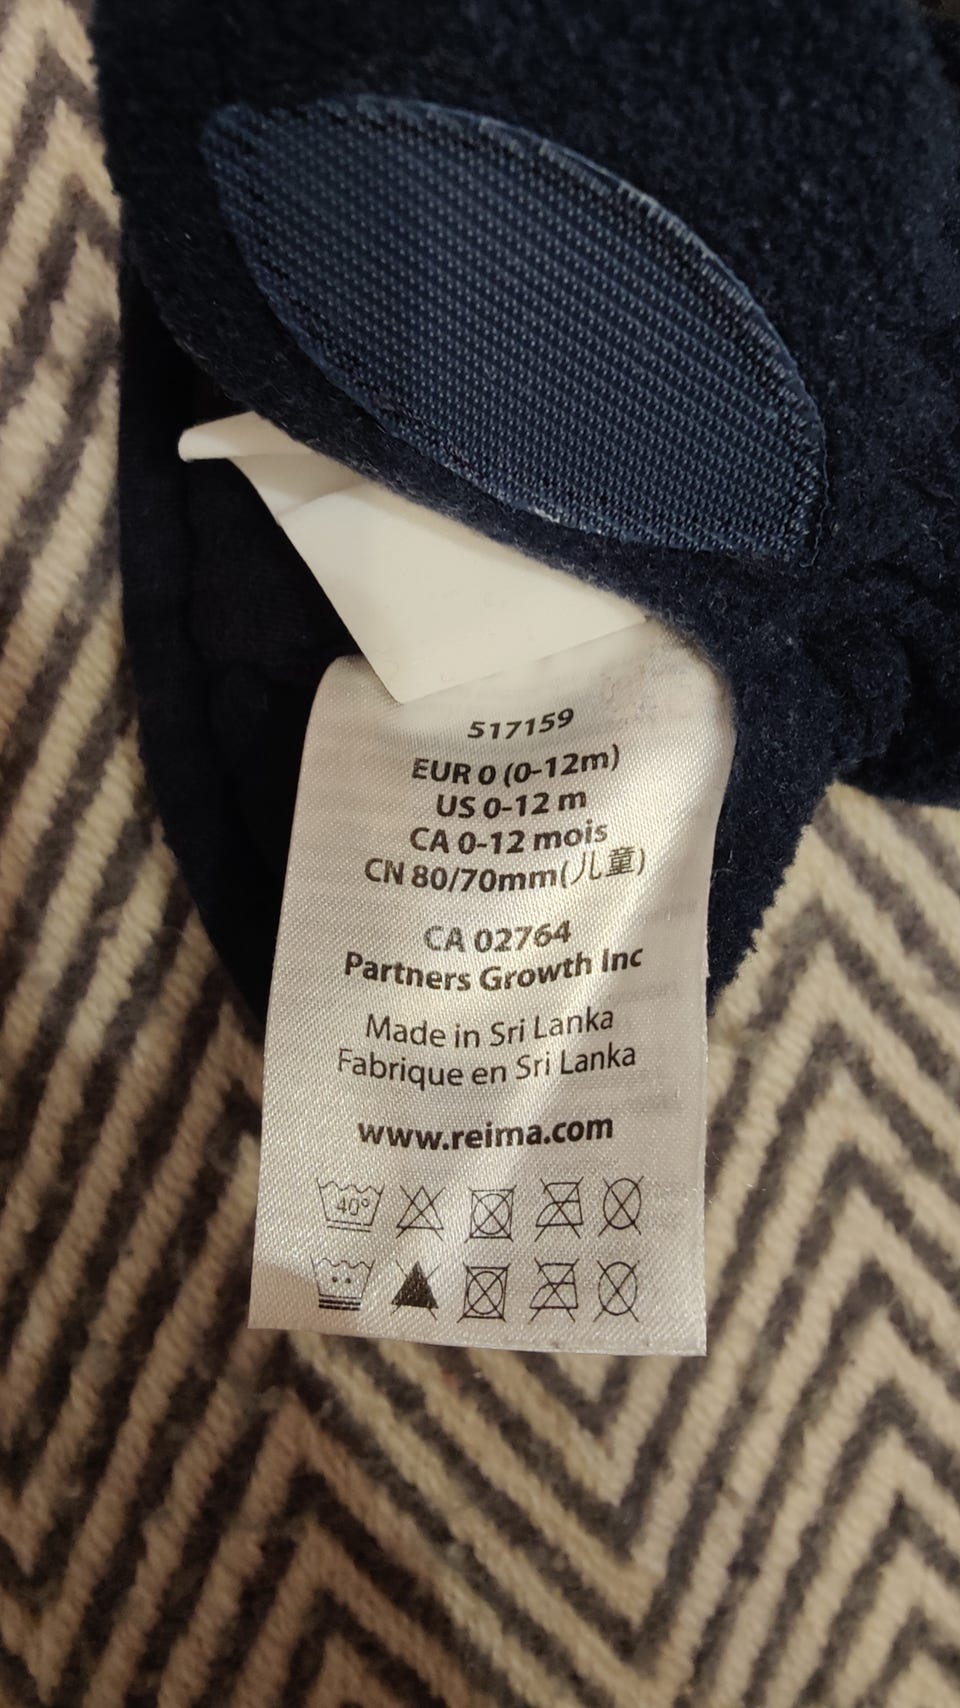 517159
EUR 0 (0-12m)
US 0-12 m
CA 0-12 mois
CN 80/70mm(儿童)
CA 02764
Partners Growth Inc
Made in Sri Lanka
Fabrique en Sri Lanka
www.reima.com
40°